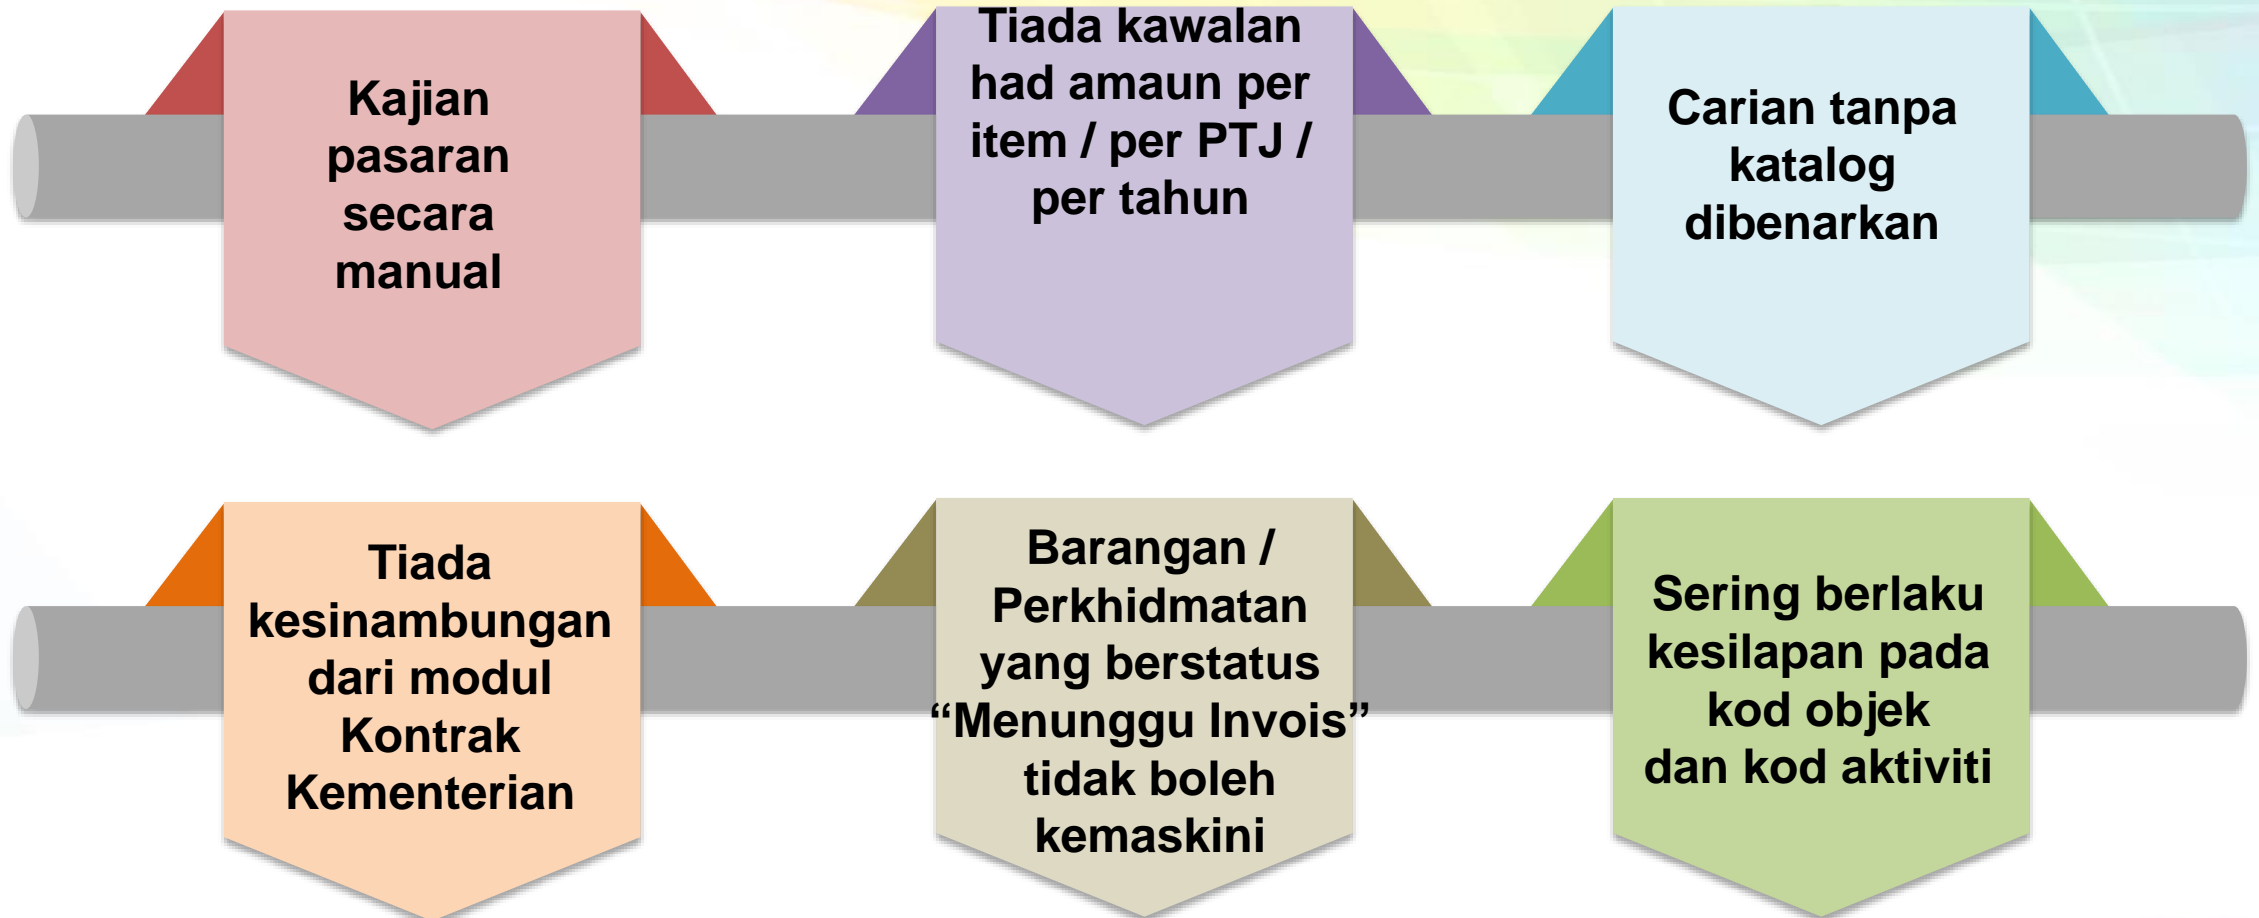 Kajian
pasaran
secara
manual
Tiada kawalan
had amaun per
item / per PTJ /
per tahun
Carian tanpa
katalog
dibenarkan
Tiada
kesinambungan
dari modul
Kontrak
Kementerian
Barangan /
Perkhidmatan
yang berstatus
“Menunggu Invois”
tidak boleh
kemaskini
Sering berlaku
kesilapan pada
kod objek
dan kod aktiviti